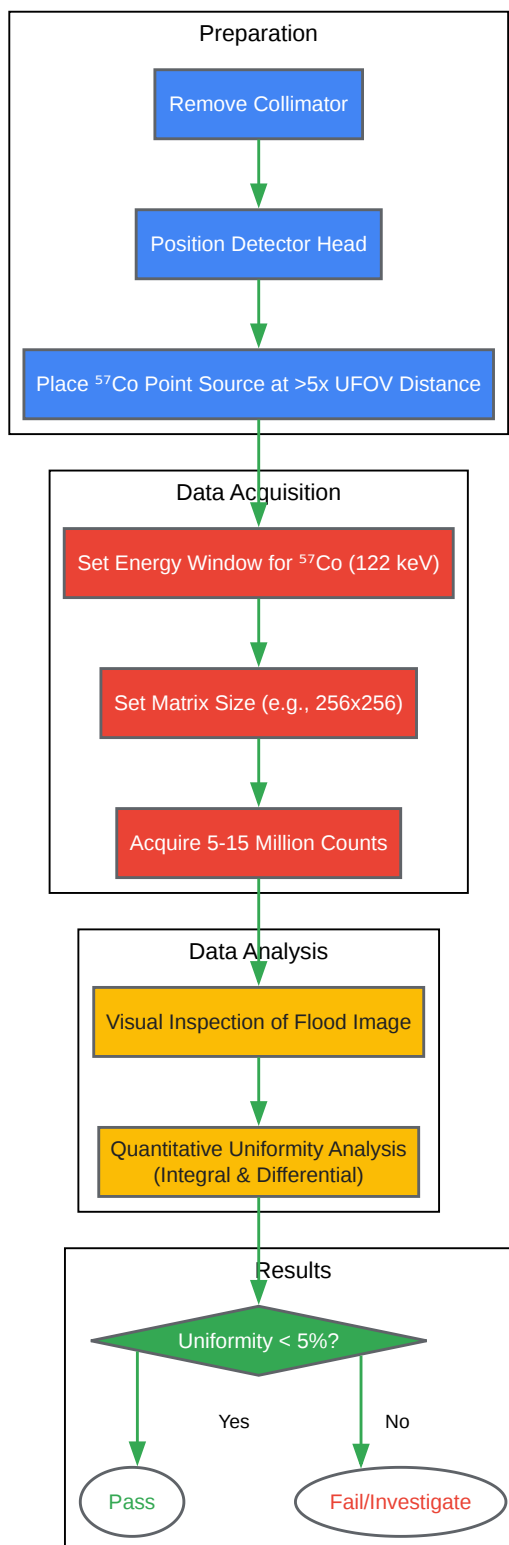 Preparation
Remove Collimator
Position Detector Head
Place ⁵⁷Co Point Source at >5x UFOV Distance
Data Acquisition
Set Energy Window for ⁵⁷Co (122 keV)
Set Matrix Size (e.g., 256x256)
Acquire 5-15 Million Counts
Data Analysis
Visual Inspection of Flood Image
Quantitative Uniformity Analysis
(Integral & Differential)
Results
Uniformity < 5%?
Yes
No
Pass
Fail/Investigate